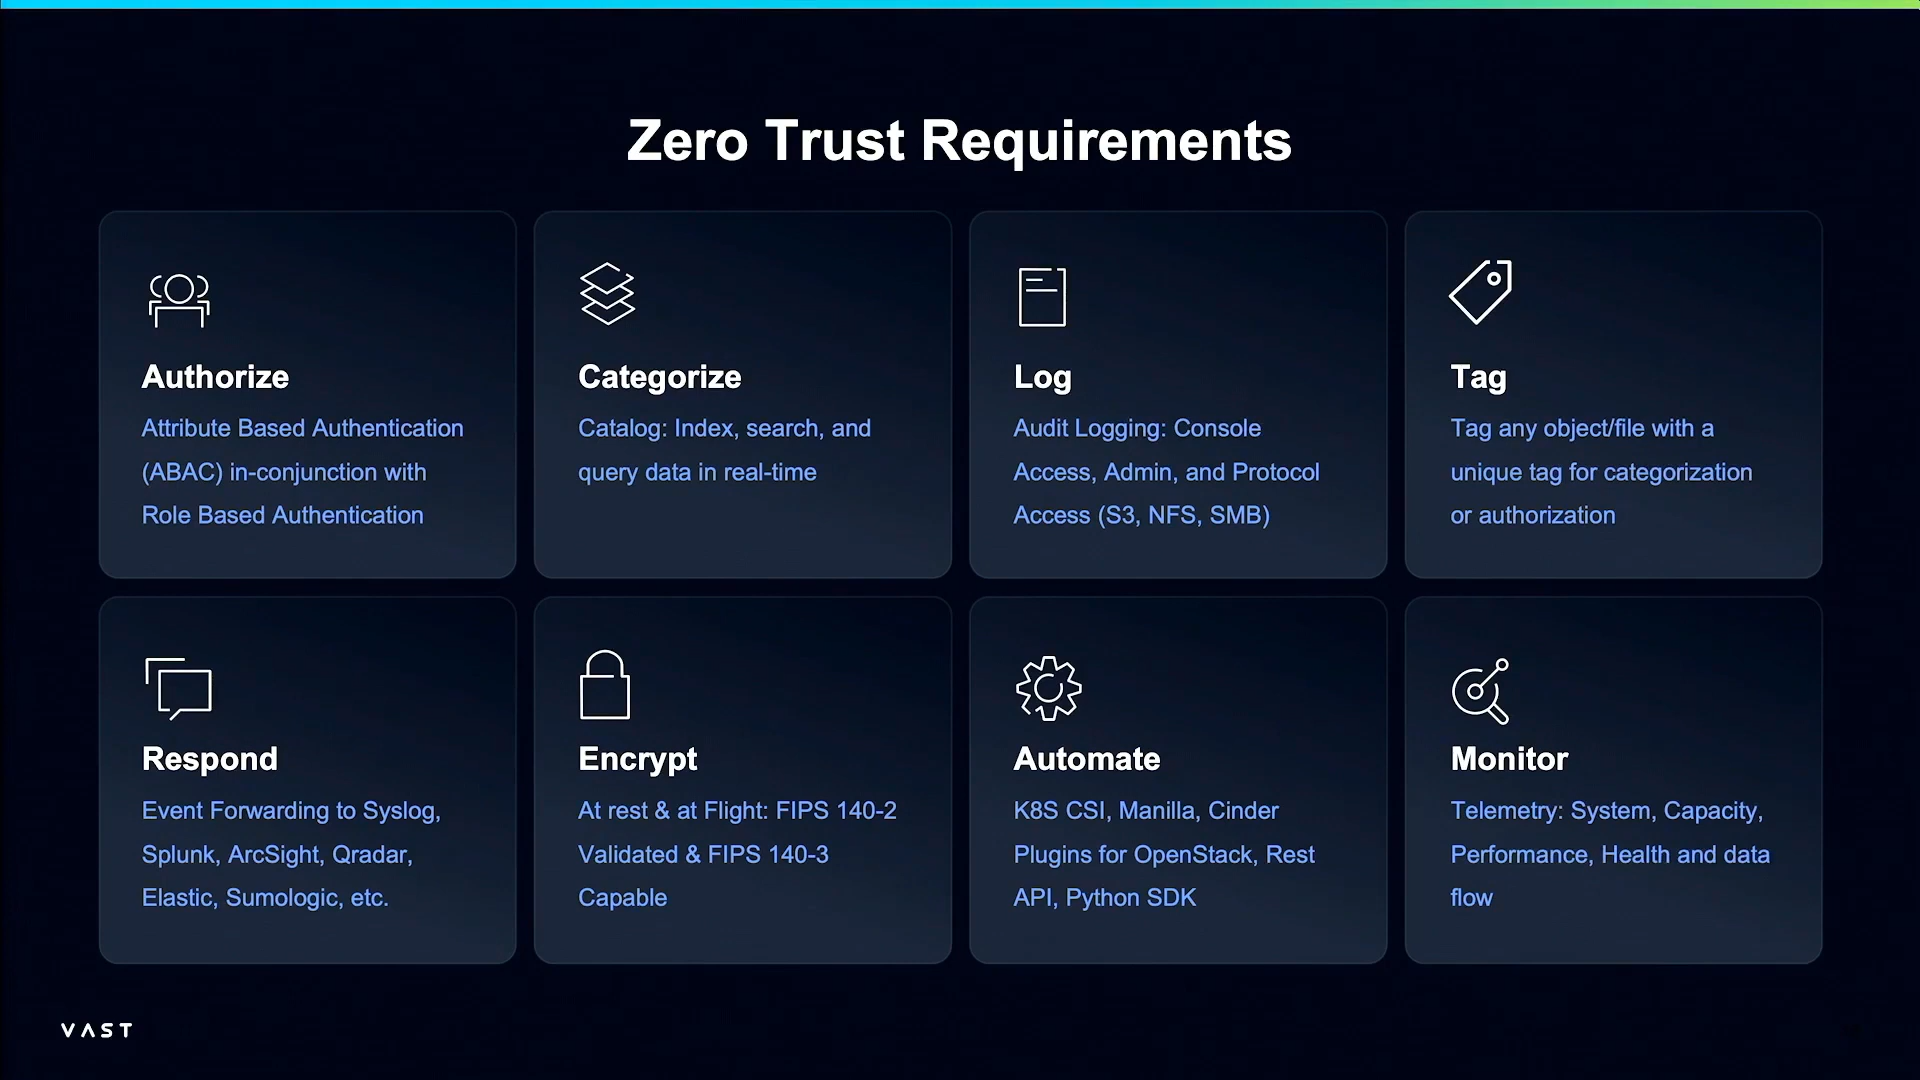 Zero Trust Requirements
Authorize
Attribute Based Authentication
(ABAC) in-conjunction with
Role Based Authentication
Categorize
Catalog: Index, search, and
query data in real-time
Log
Audit Logging: Console
Access, Admin, and Protocol
Access (S3, NFS, SMB)
Tag
Tag any object/file with a
unique tag for categorization
or authorization
Respond
Event Forwarding to Syslog,
Splunk, ArcSight, Qradar,
Elastic, Sumologic, etc.
Encrypt
At rest & at Flight: FIPS 140-2
Validated & FIPS 140-3
Capable
Automate
K8S CSI, Manilla, Cinder
Plugins for OpenStack, Rest
API, Python SDK
Monitor
Telemetry: System, Capacity,
Performance, Health and data
flow
VAST